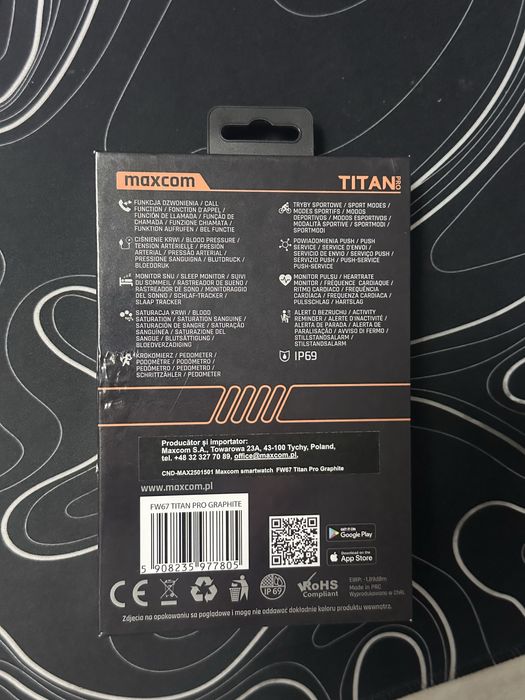 maxcom
TITAN PRO
FUNKCJA DZWONIENIA / CALL
FUNCTION / FONCTION D'APPEL /
FUNCIÓN DE LLAMADA / FUNÇÃO DE
CHAMADA / FUNZIONE CHIAMATA /
FUNKTION AUFRUFEN / BEL FUNCTIE
CIŚNIENIE KRWI / BLOOD PRESSURE /
TENSION ARTERIELLE / PRESIÓN
ARTERIAL / PRESSÃO ARTERIAL /
PRESSIONE SANGUIGNA / BLUTDRUCK /
BLOEDDRUK
MONITOR SNU / SLEEP MONITOR / SUIVI
DU SOMMEIL / RASTREADOR DE SUEÑO /
RASTREADOR DE SONO / MONITORAGGIO
DEL SONNO / SCHLAF-TRACKER /
SLAAP TRACKER
SATURACJA KRWI / BLOOD
SATURATION / SATURATION SANGUINE /
SATURACIÓN DE SANGRE / SATURAÇÃO
SANGUÍNEA / SATURAZIONE DEL
SANGUE / BLUTSÄTTIGUNG /
BLOEDVERZADIGING
KROKOMIERZ / PEDOMETER /
PODOMÈTRE / PODÓMETRO /
PEDÔMETRO / PEDOMETRO /
SCHRITTZÄHLER / PEDOMETER
TRYBY SPORTOWE / SPORT MODES /
MODES SPORTIFS / MODOS
DEPORTIVOS / MODOS ESPORTIVOS /
MODALITÀ SPORTIVE / SPORTMODI /
SPORTMODI
POWIADOMIENIA PUSH / PUSH
SERVICE / SERVICE D'ENVOI /
SERVICIO DE ENVIO / SERVIÇO PUSH /
SERVIZIO PUSH / PUSH-SERVICE
PUSH-SERVICE
MONITOR PULSU / HEARTRATE
MONITOR / FRÉQUENCE CARDIAQUE /
RITMO CARDIACO / FREQUÊNCIA
CARDÍACA / FREQUENZA CARDICA /
PULSSCHLAG / HARTSLAG
ALERT O BEZRUCHU / ACTIVITY
REMINDER / ALERTE D'INACTIVITÉ /
ALERTA DE PARADA / ALERTA DE
PARALISAÇÃO / AVVISO DI FERMO /
STILLSTANDSALARM /
STILSTANDSALARM
IP69
Producător și importator:
Maxcom S.A., Towarowa 23A, 43-100 Tychy, Poland,
tel. +48 32 327 70 89, office@maxcom.pl,
CND-MAX2501501 Maxcom smartwatch FW67 Titan Pro Graphite
www.maxcom.pl
FW67 TITAN PRO GRAPHITE
5 908235 977805
GET IT ON
Google Play
Download on the
App Store
CE
IP 69
RoHS
Compliant
Made in PRC
Wyprodukowano w ChRL
Zdjęcia na opakowaniu są poglądowe i mogą nie oddawać dokładnie koloru produktu wewnątrz.